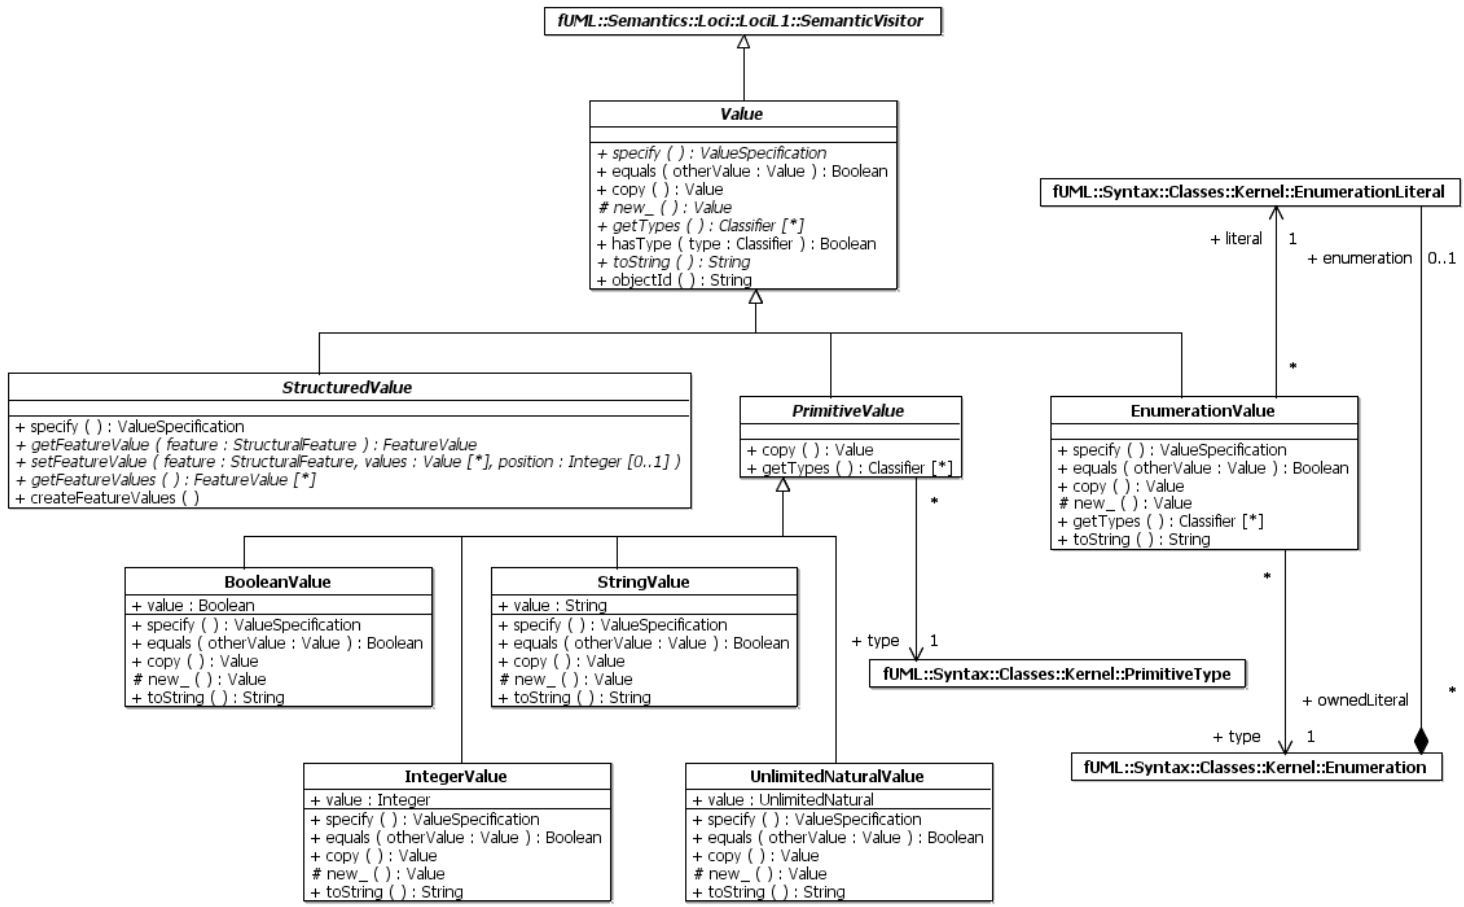 fUML::Semantics::Loci::LociL1::SemanticVisitor
Value
+ specify ( ) : ValueSpecification
+ equals ( otherValue : Value ) : Boolean
+ copy ( ) : Value
# new_ ( ) : Value
+ getTypes ( ) : Classifier [*]
+ hasType ( type : Classifier ) : Boolean
+ toString ( ) : String
+ objectId ( ) : String
fUML::Syntax::Classes::Kernel::EnumerationLiteral
+ literal 1
+ enumeration 0..1
*
StructuredValue
+ specify ( ) : ValueSpecification
+ getFeatureValue ( feature : StructuralFeature ) : FeatureValue
+ setFeatureValue ( feature : StructuralFeature, values : Value [*], position : Integer [0..1] )
+ getFeatureValues ( ) : FeatureValue [*]
+ createFeatureValues ( )
PrimitiveValue
+ copy ( ) : Value
+ getTypes ( ) : Classifier [*]
*
EnumerationValue
+ specify ( ) : ValueSpecification
+ equals ( otherValue : Value ) : Boolean
+ copy ( ) : Value
# new_ ( ) : Value
+ getTypes ( ) : Classifier [*]
+ toString ( ) : String
*
BooleanValue
+ value : Boolean
+ specify ( ) : ValueSpecification
+ equals ( otherValue : Value ) : Boolean
+ copy ( ) : Value
# new_ ( ) : Value
+ toString ( ) : String
StringValue
+ value : String
+ specify ( ) : ValueSpecification
+ equals ( otherValue : Value ) : Boolean
+ copy ( ) : Value
# new_ ( ) : Value
+ toString ( ) : String
+ type 1
fUML::Syntax::Classes::Kernel::PrimitiveType
+ ownedLiteral *
+ type 1
fUML::Syntax::Classes::Kernel::Enumeration
IntegerValue
+ value : Integer
+ specify ( ) : ValueSpecification
+ equals ( otherValue : Value ) : Boolean
+ copy ( ) : Value
# new_ ( ) : Value
+ toString ( ) : String
UnlimitedNaturalValue
+ value : UnlimitedNatural
+ specify ( ) : ValueSpecification
+ equals ( otherValue : Value ) : Boolean
+ copy ( ) : Value
# new_ ( ) : Value
+ toString ( ) : String